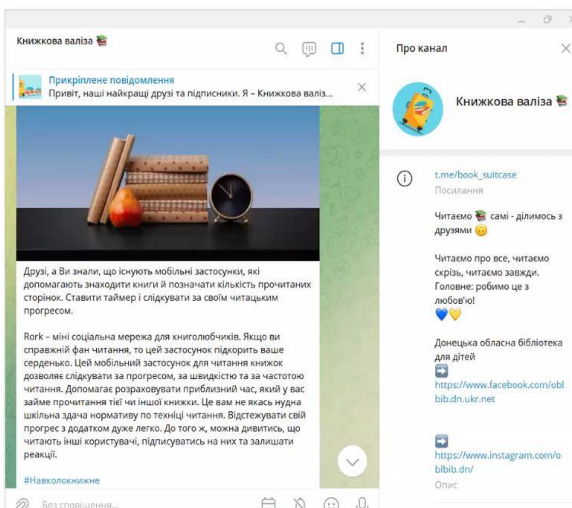 Книжкова валіза
Прикріплене повідомлення
Привіт, наші найкращі друзі та підписники. Я – Книжкова валіз...
Друзі, а Ви знали, що існують мобільні застосунки, які
допомагають знаходити книги й позначати кількість прочитаних
сторінок. Ставити таймер і слідкувати за своїм читацьким
прогресом.
Rork – міні соціальна мережа для книголюбчиків. Якщо ви
справжній фан читання, то цей застосунок підкорить ваше
серденько. Цей мобільний застосунок для читання книжок
дозволяє слідкувати за прогресом, за швидкістю та за частотою
читання. Допомагає розрахувати приблизний час, який у вас
займе прочитання тієї чи іншої книжки. Це вам не якась нудна
шкільна здача нормативу по техніці читання. Відстежувати свій
прогрес з додатком дуже легко. До того ж, можна дивитись, що
читають інші користувачі, підписуватись на них та залишати
реакції.
#Навколокнижне
Без сповіщення...
Про канал
Книжкова валіза
t.me/book_suitcase
Посилання
Читаємо самі - ділимось з
друзями
Читаємо про все, читаємо
скрізь, читаємо завжди.
Головне: робимо це з
любов'ю!
Донецька обласна бібліотека
для дітей
https://www.facebook.com/obl
bib.dn.ukr.net
https://www.instagram.com/o
blbib.dn/
Опис